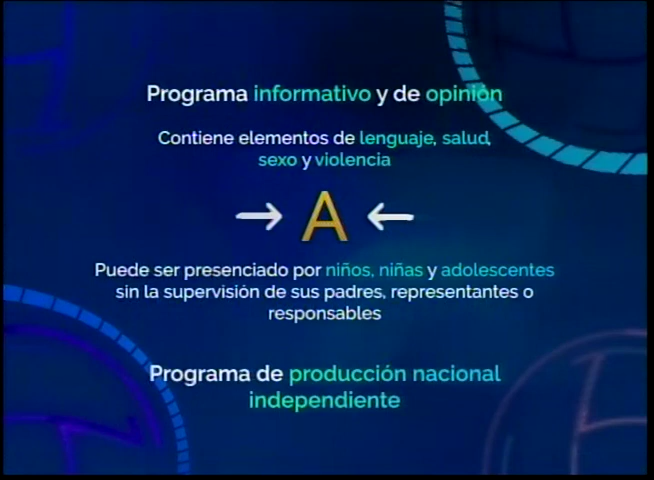 Programa informativo y de opinión
Contiene elementos de lenguaje, salud,
sexo y violencia
→ A ←
Puede ser presenciado por niños, niñas y adolescentes
sin la supervisión de sus padres, representantes o
responsables
Programa de producción nacional
independiente